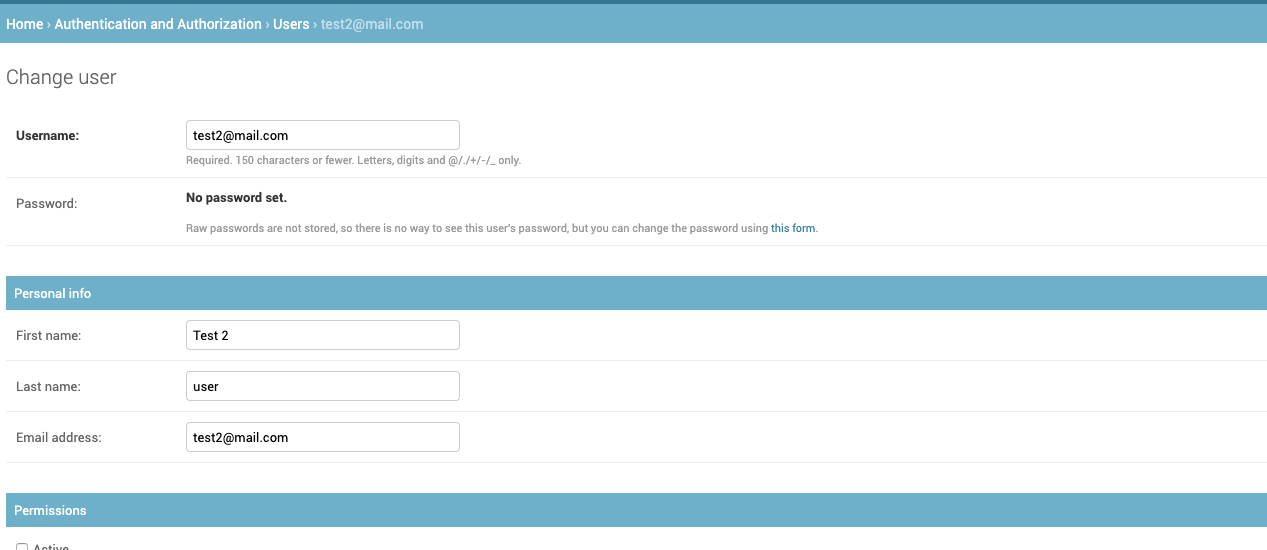 Home › Authentication and Authorization › Users › test2@mail.com
Change user
Username:
test2@mail.com
Required. 150 characters or fewer. Letters, digits and @/./+/-/_ only.
Password:
No password set.
Raw passwords are not stored, so there is no way to see this user's password, but you can change the password using this form.
Personal info
First name:
Test 2
Last name:
user
Email address:
test2@mail.com
Permissions
Active